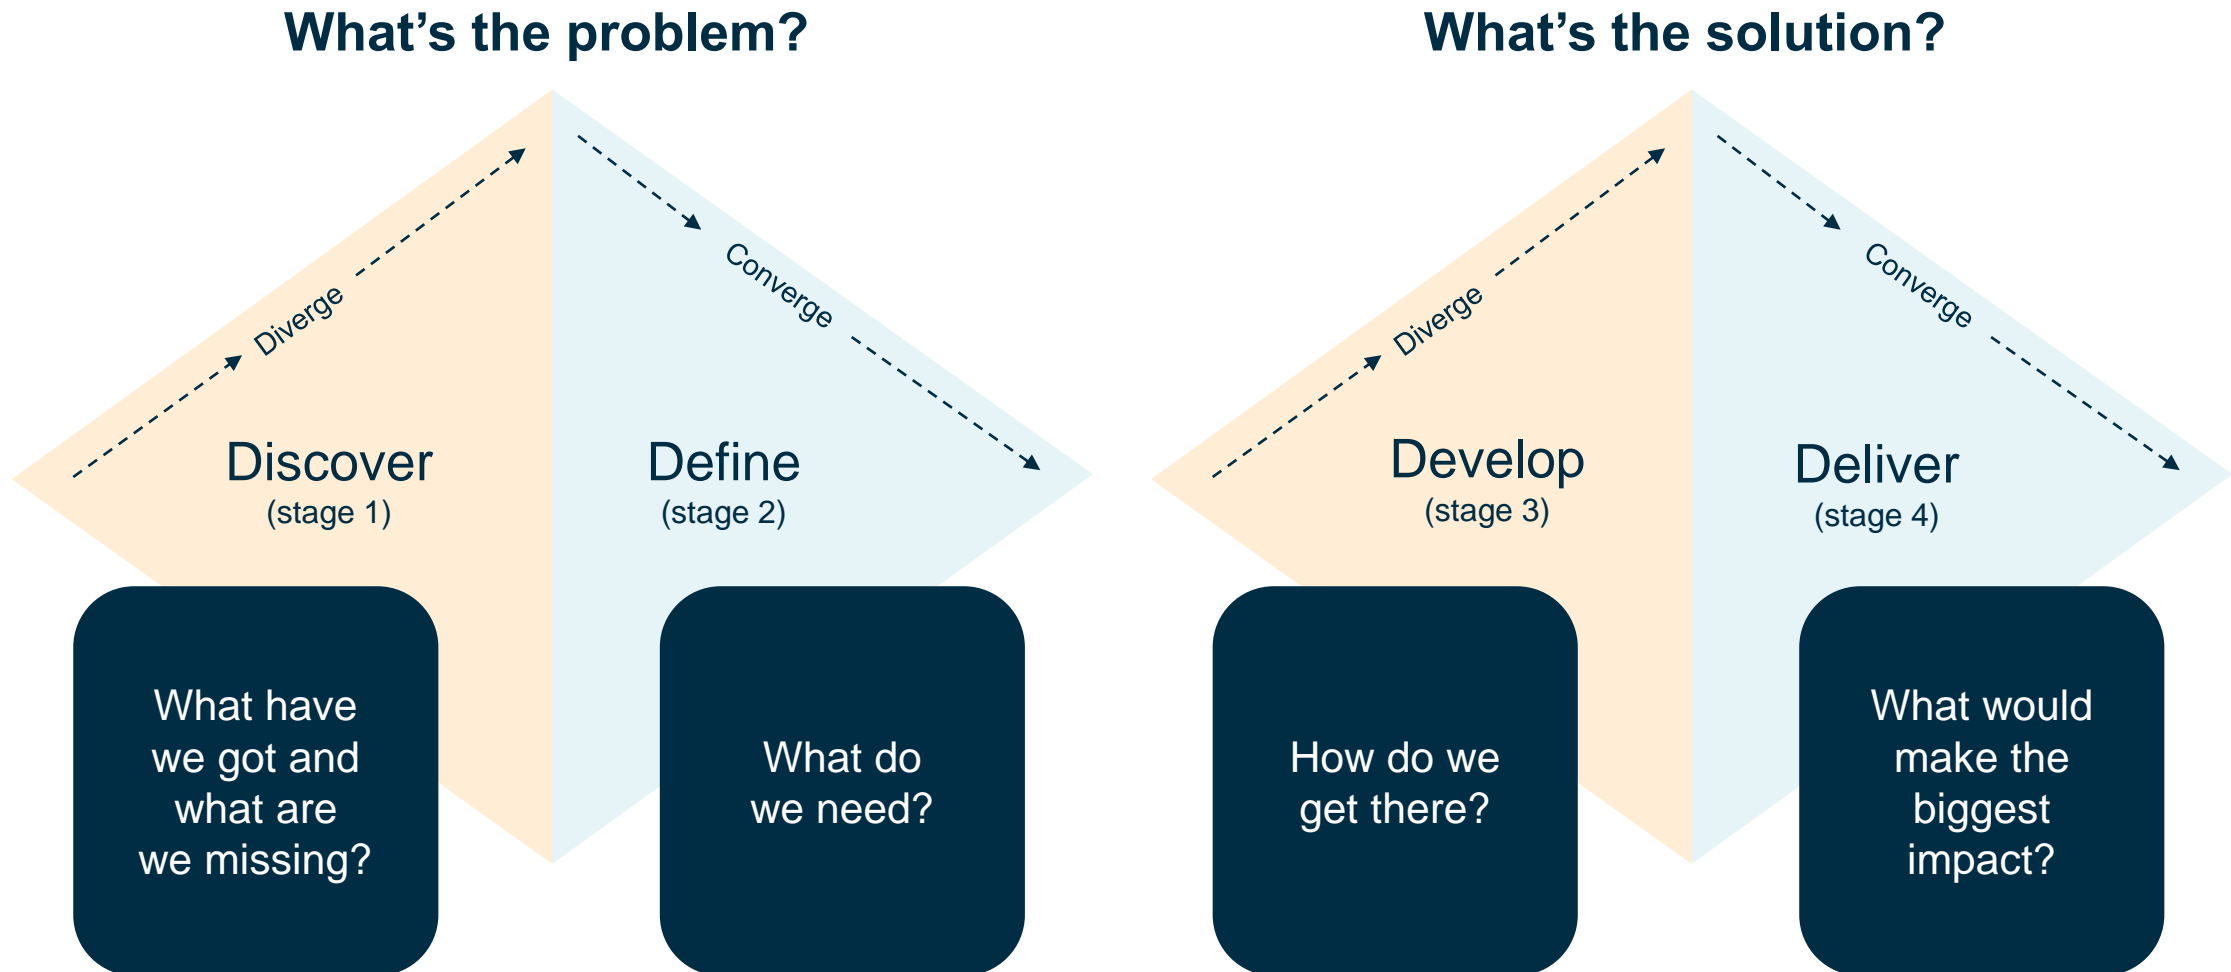 What's the problem?
Diverge
Converge
Discover
(stage 1)
Define
(stage 2)
What have
we got and
what are
we missing?
What do
we need?
What's the solution?
Diverge
Converge
Develop
(stage 3)
Deliver
(stage 4)
How do we
get there?
What would
make the
biggest
impact?